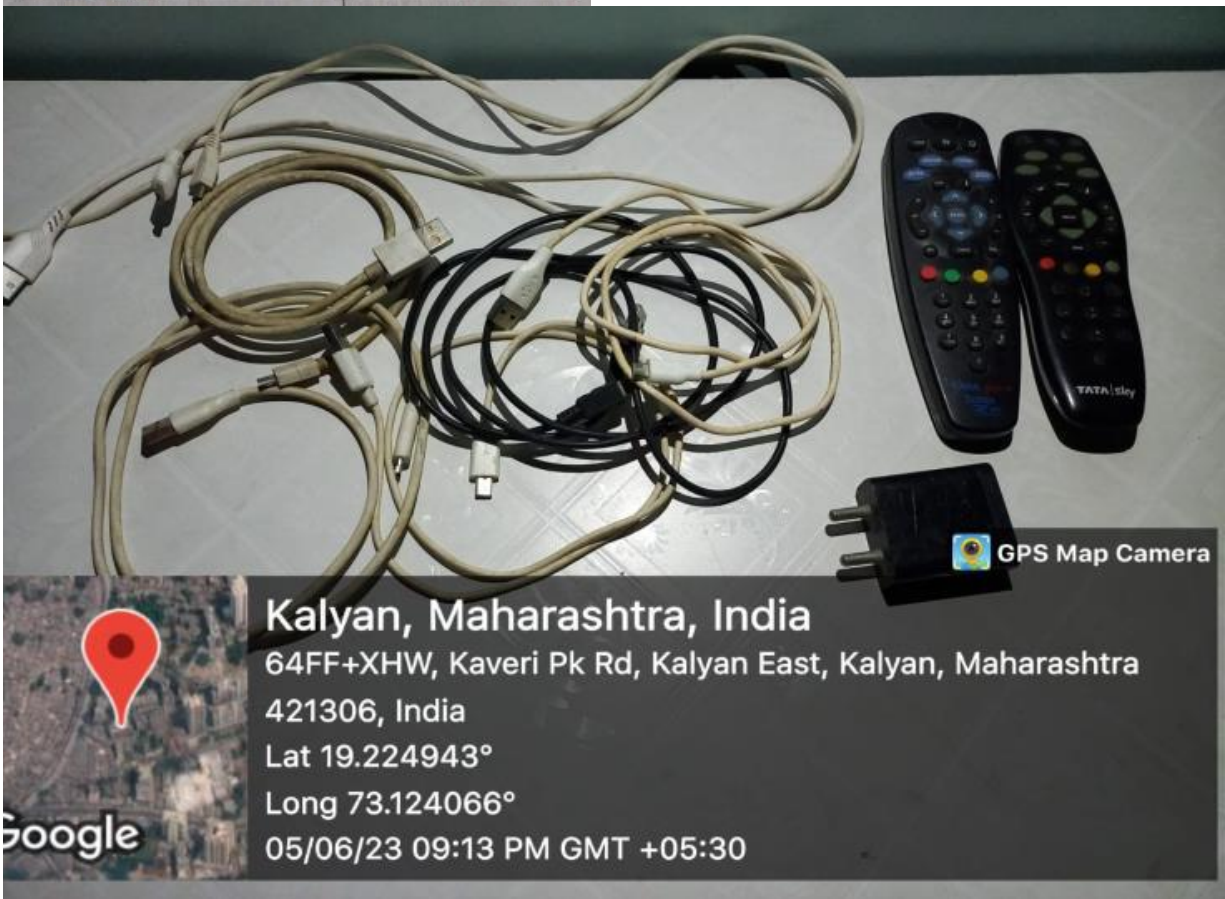 TATA sky
GPS Map Camera
Kalyan, Maharashtra, India
64FF+XHW, Kaveri Pk Rd, Kalyan East, Kalyan, Maharashtra
421306, India
Lat 19.224943°
Long 73.124066°
05/06/23 09:13 PM GMT +05:30
Google